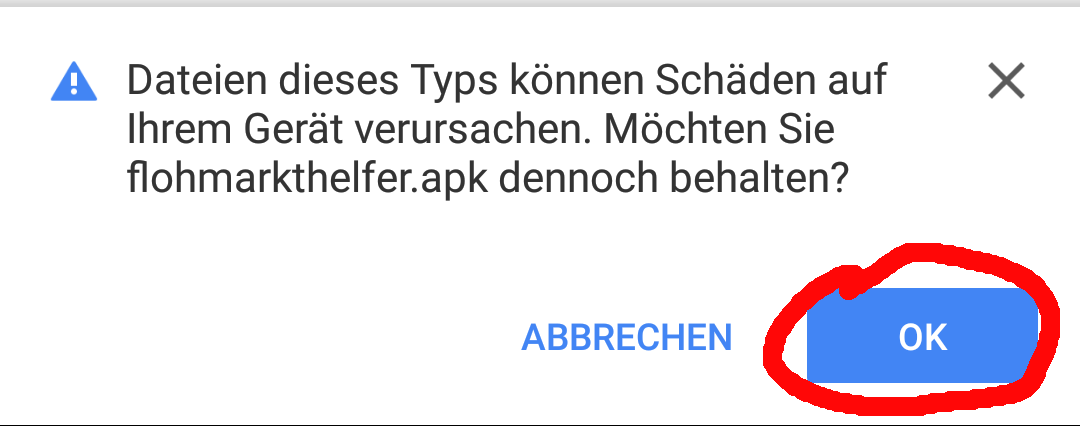 Dateien dieses Typs können Schäden auf
Ihrem Gerät verursachen. Möchten Sie
flohmarkthelfer.apk dennoch behalten?
ABBRECHEN OK